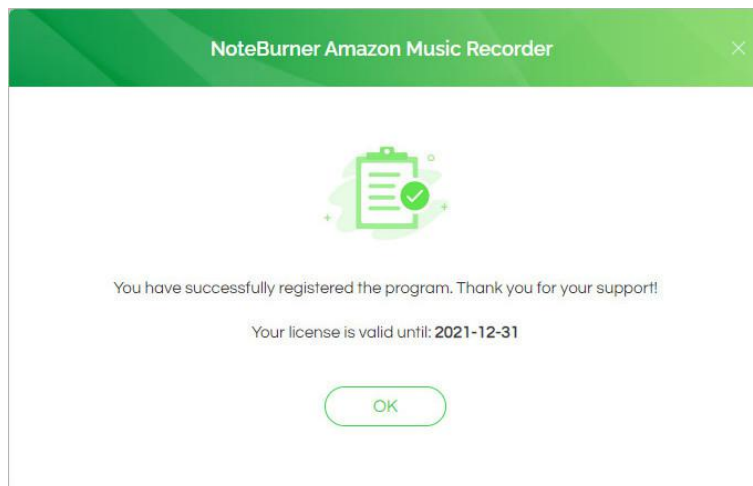 NoteBurner Amazon Music Recorder
You have successfully registered the program. Thank you for your support!
Your license is valid until: 2021-12-31
OK